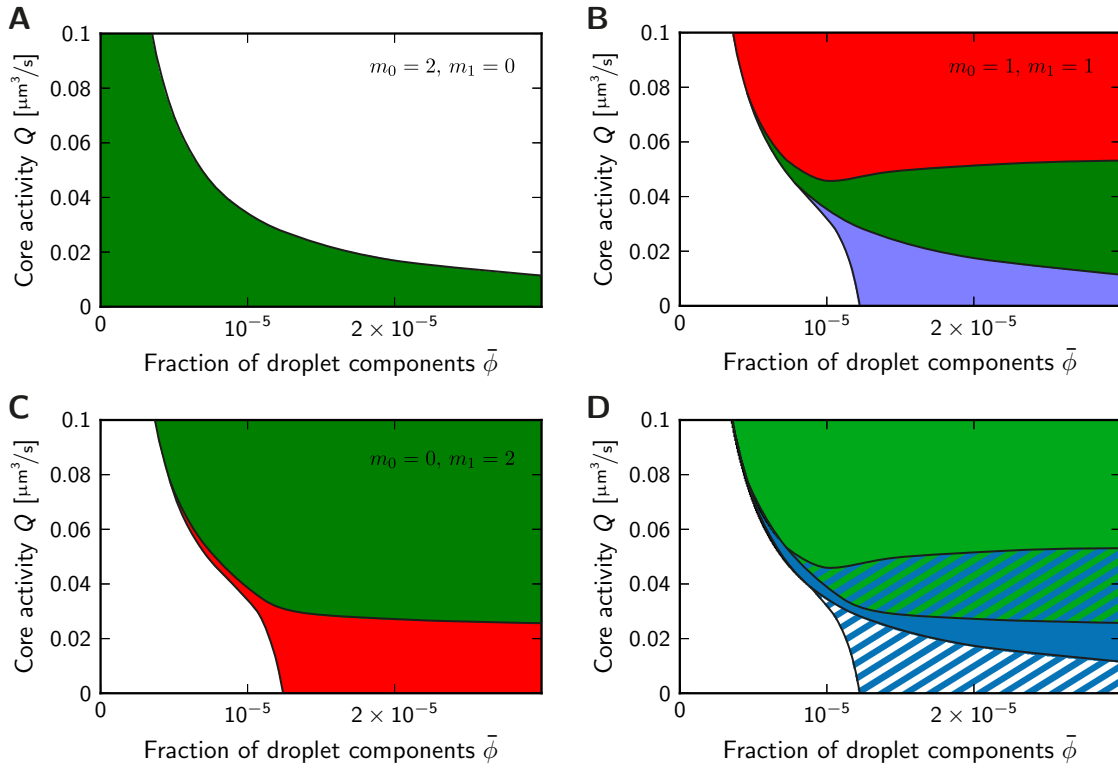 A
Core activity Q [μm³/s]
0.1
0.08
0.06
0.04
0.02
0
m₀ = 2, m₁ = 0
0
10⁻⁵
2 × 10⁻⁵
Fraction of droplet components ϕ̄
B
Core activity Q [μm³/s]
0.1
0.08
0.06
0.04
0.02
0
m₀ = 1, m₁ = 1
0
10⁻⁵
2 × 10⁻⁵
Fraction of droplet components ϕ̄
C
Core activity Q [μm³/s]
0.1
0.08
0.06
0.04
0.02
0
m₀ = 0, m₁ = 2
0
10⁻⁵
2 × 10⁻⁵
Fraction of droplet components ϕ̄
D
Core activity Q [μm³/s]
0.1
0.08
0.06
0.04
0.02
0
0
10⁻⁵
2 × 10⁻⁵
Fraction of droplet components ϕ̄